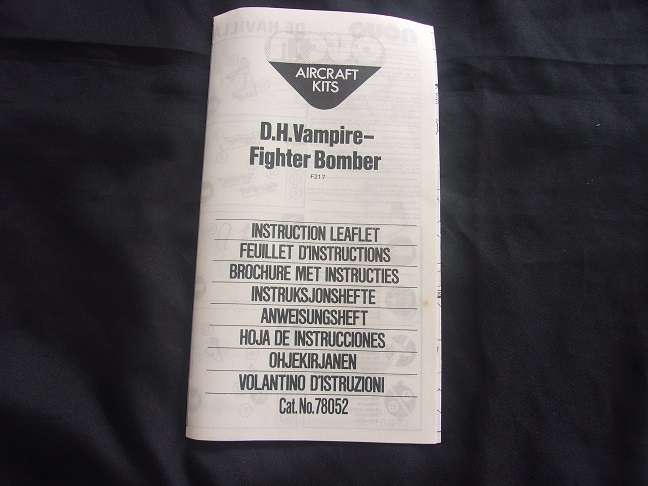 AIRCRAFT
KITS
D.H.Vampire–
Fighter Bomber
F217
INSTRUCTION LEAFLET
FEUILLET D'INSTRUCTIONS
BROCHURE MET INSTRUCTIES
INSTRUKSJONSHEFTE
ANWEISUNGSHEFT
HOJA DE INSTRUCCIONES
OHJEKIRJANEN
VOLANTINO D'ISTRUZIONI
Cat. No. 78052